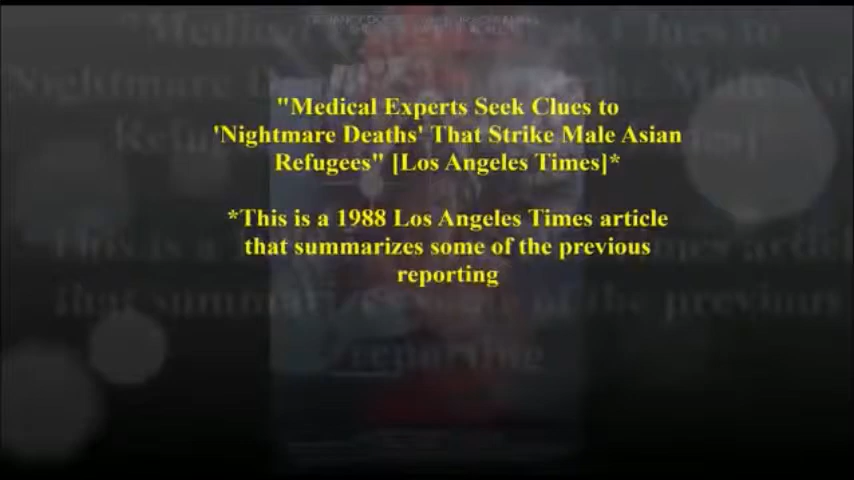 "Medical Experts Seek Clues to
'Nightmare Deaths' That Strike Male Asian
Refugees" [Los Angeles Times]*
*This is a 1988 Los Angeles Times article
that summarizes some of the previous
reporting